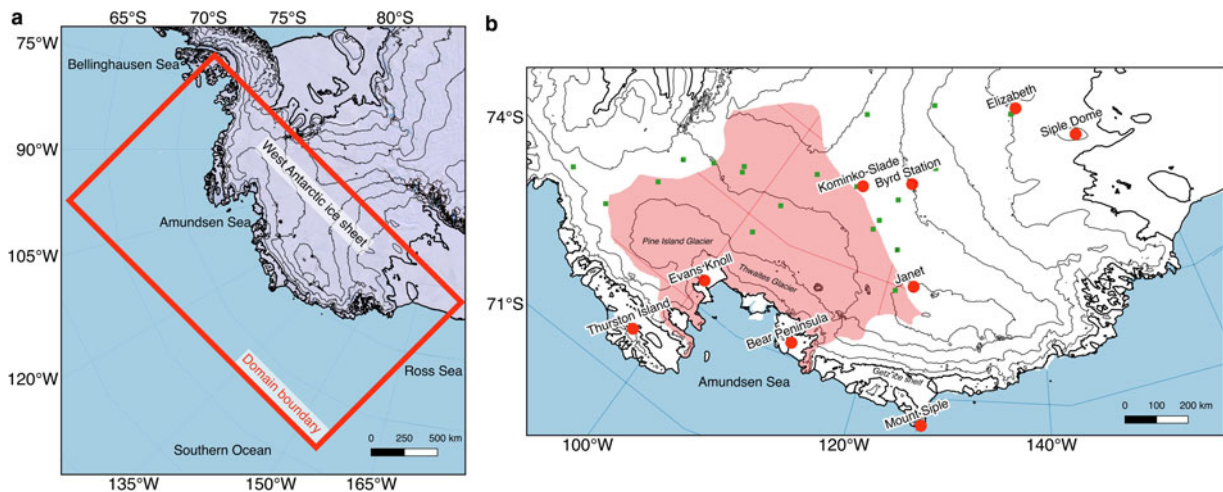 a
65°S 70°S 75°S 80°S
75°W
Bellinghausen Sea
90°W
West Antarctic ice sheet
Amundsen Sea
105°W
Domain boundary
Ross Sea
120°W
0 250 500 km
Southern Ocean
135°W 150°W 165°W
b
74°S
Elizabeth
Siple Dome
Kominko-Slade
Byrd Station
Pine Island Glacier
Evans Knoll
Thwaites Glacier
Janet
71°S
Thurston Island
Bear Peninsula
Amundsen Sea
Getz Ice shelf
Mount Siple
0 100 200 km
100°W 120°W 140°W